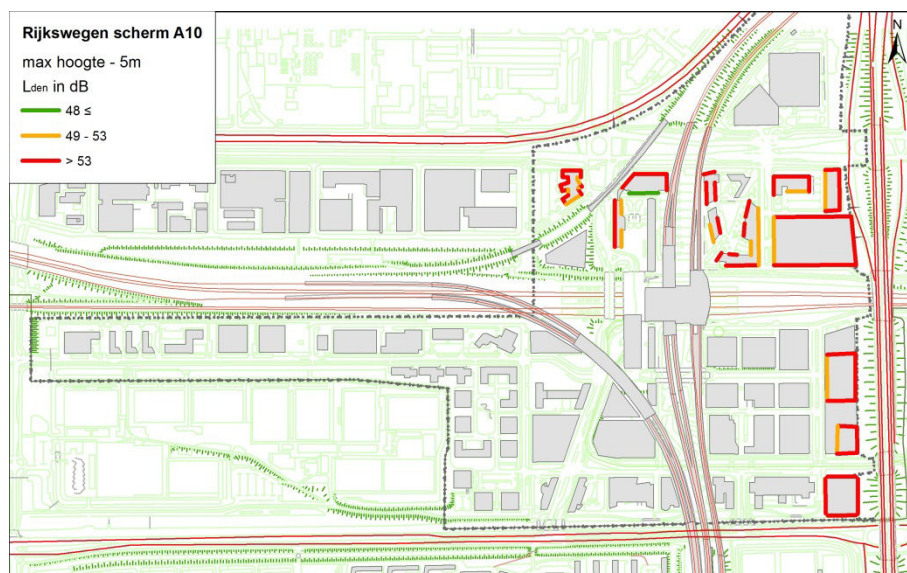 Rijkswegen scherm A10
max hoogte - 5m
Lden in dB
48 ≤
49 - 53
> 53
N